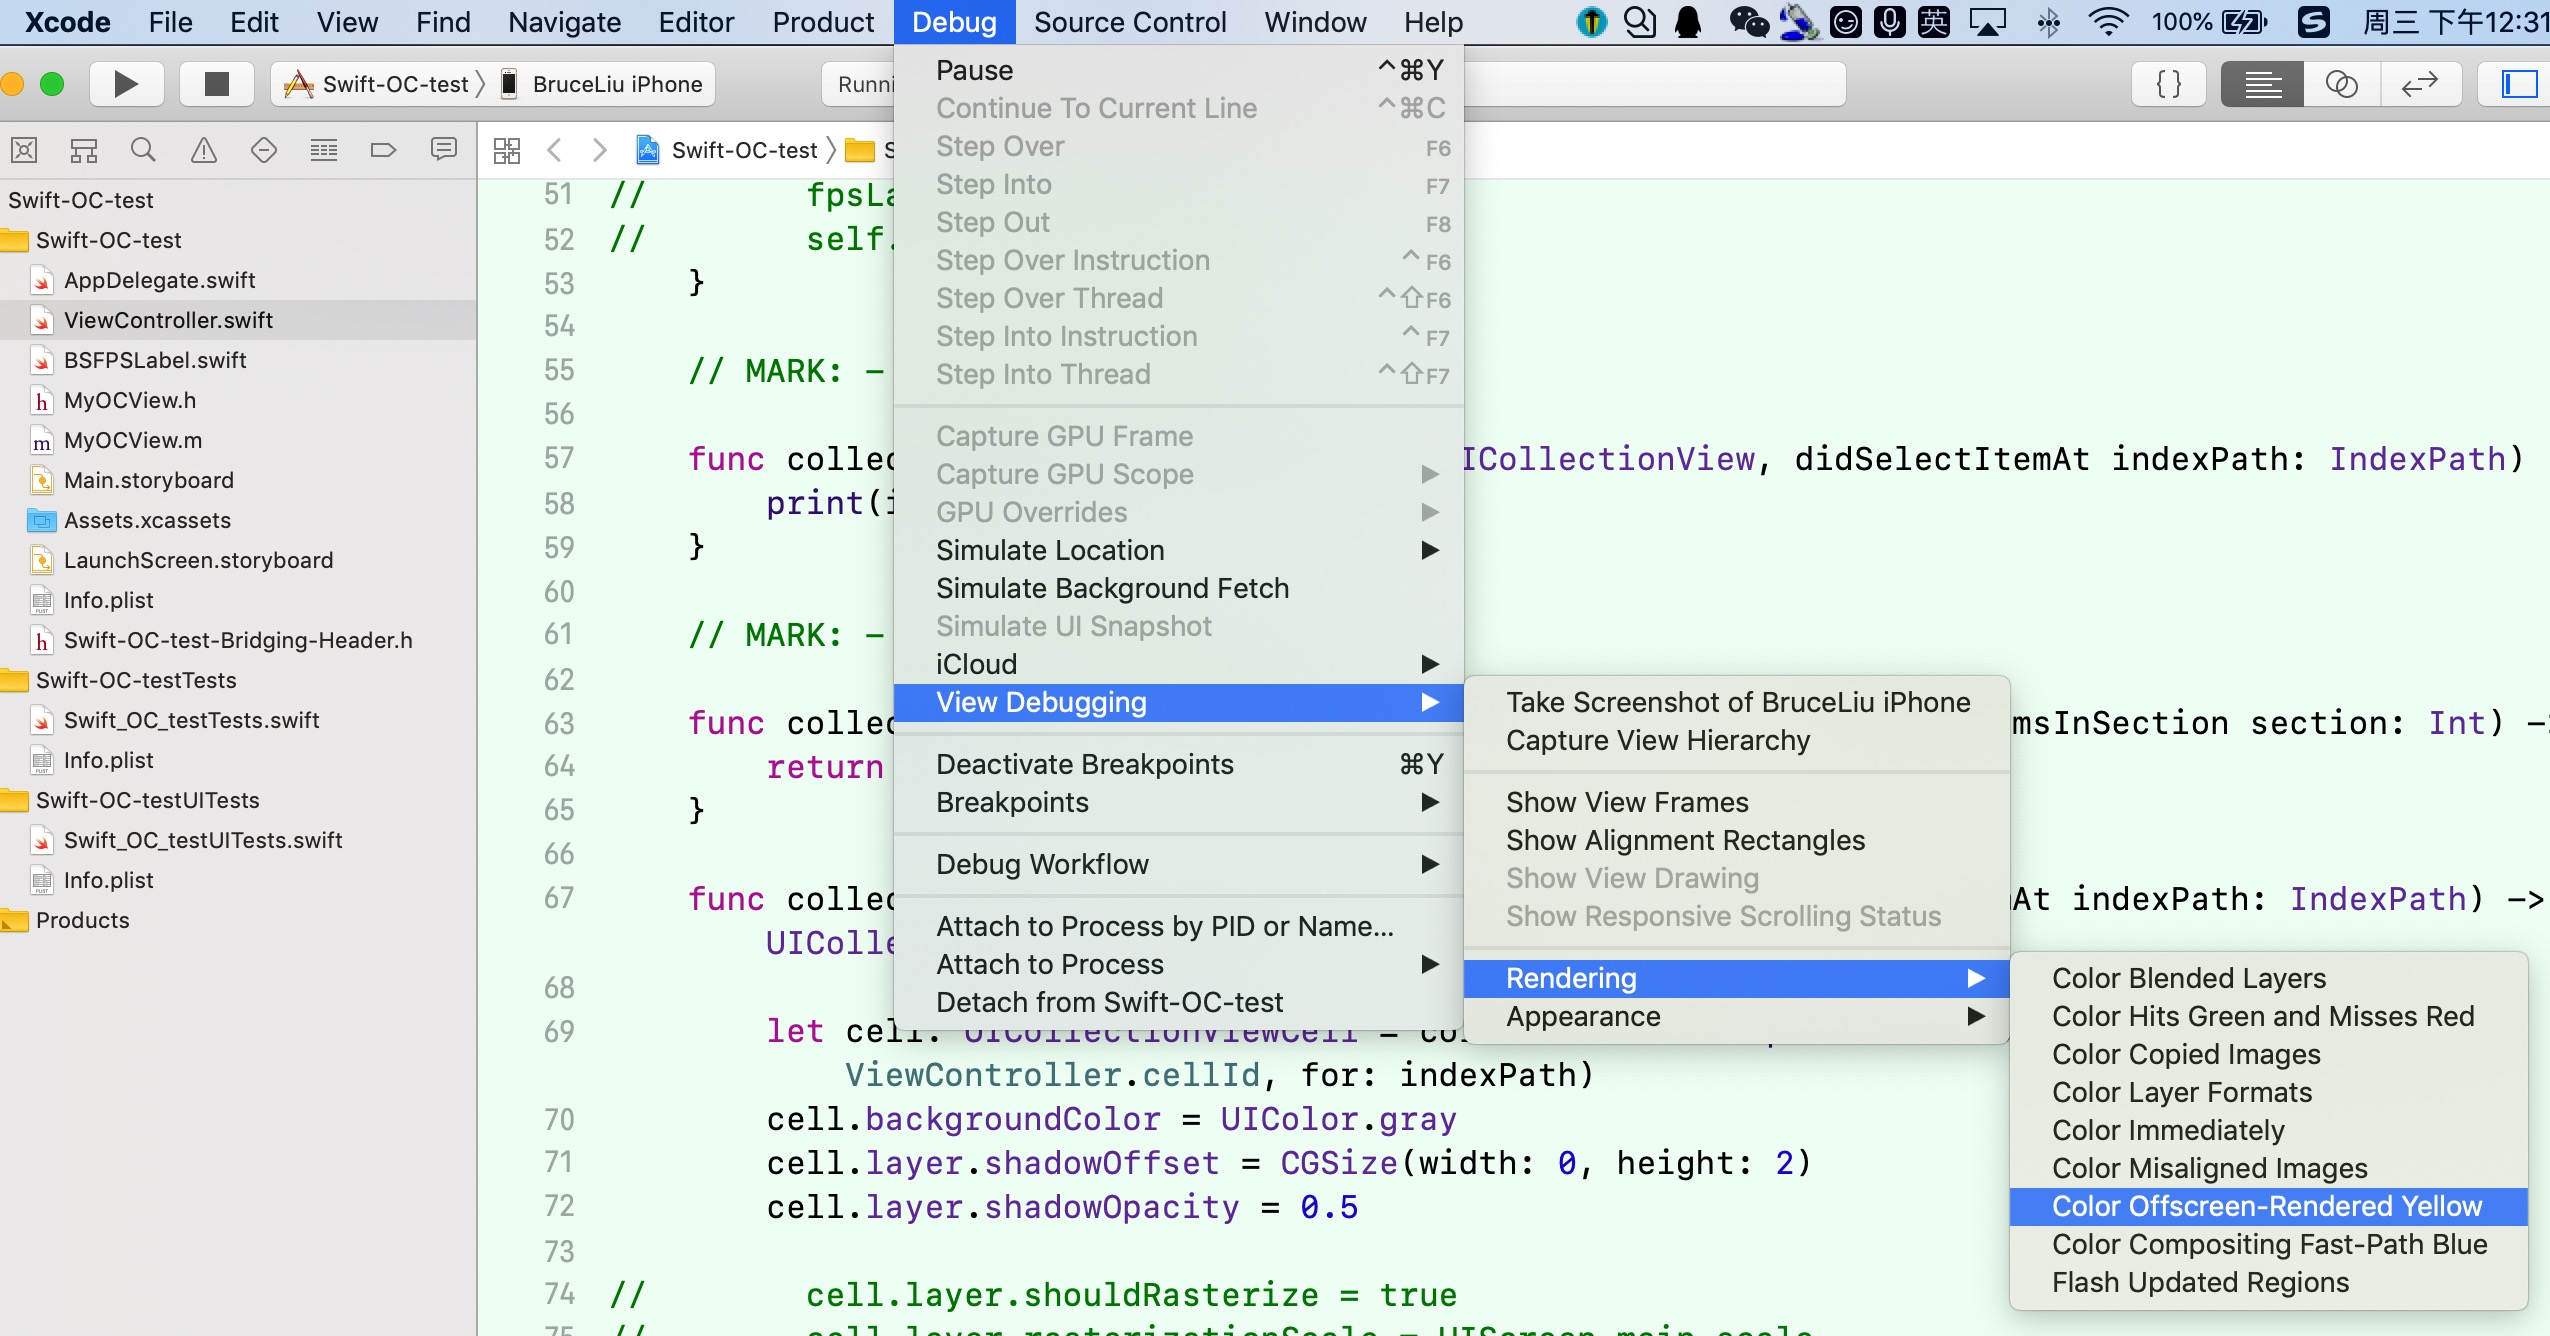 Xcode File Edit View Find Navigate Editor Product Debug Source Control Window Help 英 100% 周三 下午12:31
Swift-OC-test BruceLiu iPhone Runni {}
Swift-OC-test S
Swift-OC-test
Swift-OC-test
AppDelegate.swift
ViewController.swift
BSFPSLabel.swift
h MyOCView.h
m MyOCView.m
Main.storyboard
Assets.xcassets
LaunchScreen.storyboard
Info.plist
h Swift-OC-test-Bridging-Header.h
Swift-OC-testTests
Swift_OC_testTests.swift
Info.plist
Swift-OC-testUITests
Swift_OC_testUITests.swift
Info.plist
Products
51 // fpsLa
52 // self.
53 }
54
55 // MARK: –
56
57 func collec ICollectionView, didSelectItemAt indexPath: IndexPath)
58 print(i
59 }
60
61 // MARK: –
62
63 func collec msInSection section: Int) –>
64 return
65 }
66
67 func collec At indexPath: IndexPath) –>
UIColle
68
69 let cell: UICollectionViewCell = co
ViewController.cellId, for: indexPath)
70 cell.backgroundColor = UIColor.gray
71 cell.layer.shadowOffset = CGSize(width: 0, height: 2)
72 cell.layer.shadowOpacity = 0.5
73
74 // cell.layer.shouldRasterize = true
75 // cell.layer.rasterizationScale = UIScreen.main.scale
Pause ^⌘Y
Continue To Current Line ^⌘C
Step Over F6
Step Into F7
Step Out F8
Step Over Instruction ^F6
Step Over Thread ^⇧F6
Step Into Instruction ^F7
Step Into Thread ^⇧F7
Capture GPU Frame
Capture GPU Scope
GPU Overrides
Simulate Location
Simulate Background Fetch
Simulate UI Snapshot
iCloud
View Debugging
Deactivate Breakpoints ⌘Y
Breakpoints
Debug Workflow
Attach to Process by PID or Name...
Attach to Process
Detach from Swift-OC-test
Take Screenshot of BruceLiu iPhone
Capture View Hierarchy
Show View Frames
Show Alignment Rectangles
Show View Drawing
Show Responsive Scrolling Status
Rendering
Appearance
Color Blended Layers
Color Hits Green and Misses Red
Color Copied Images
Color Layer Formats
Color Immediately
Color Misaligned Images
Color Offscreen-Rendered Yellow
Color Compositing Fast-Path Blue
Flash Updated Regions